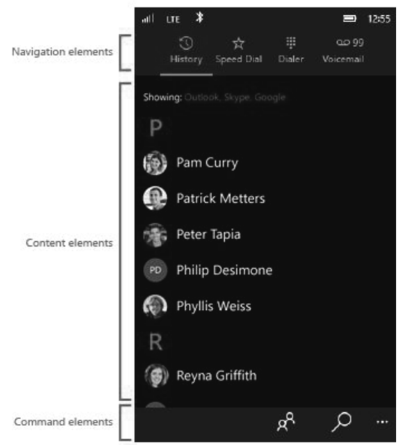 LTE 12:55
Navigation elements
99
History Speed Dial Dialer Voicemail
Showing: Outlook, Skype, Google
P
Pam Curry
Patrick Metters
Peter Tapia
Content elements
PD Philip Desimone
Phyllis Weiss
R
Reyna Griffith
Command elements